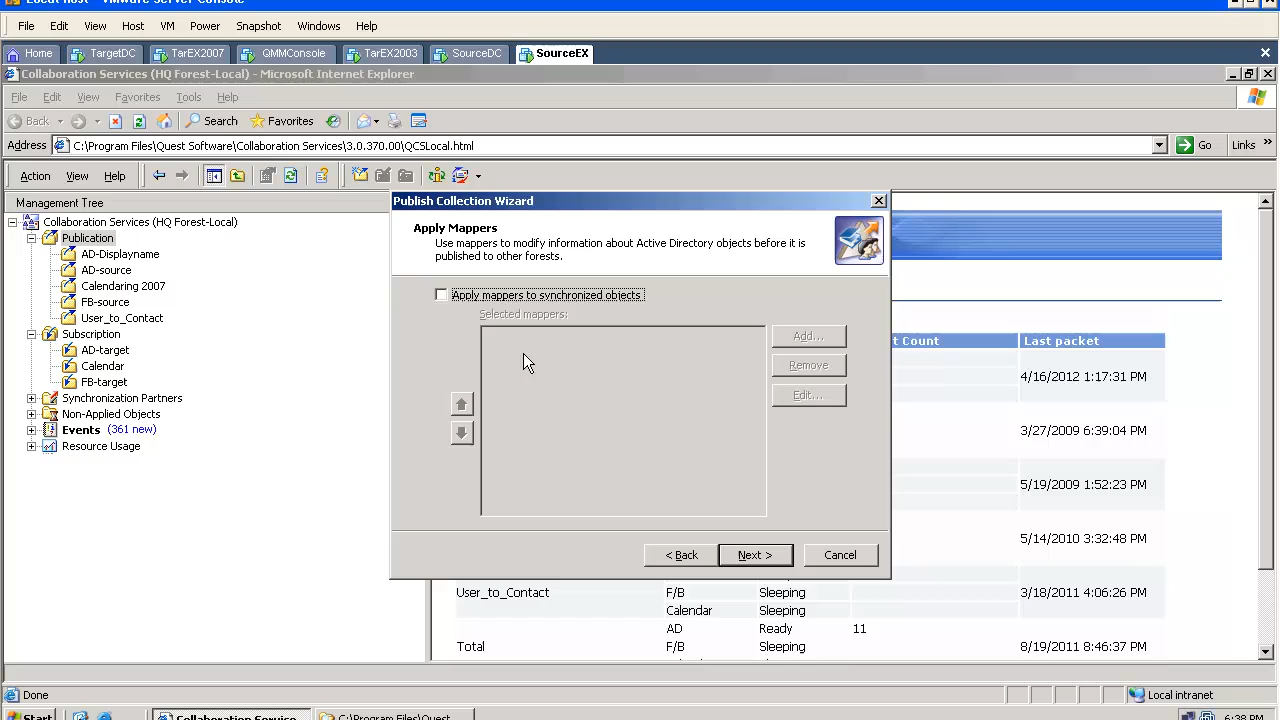 Local host - VMware Server Console
File Edit View Host VM Power Snapshot Windows Help
Home TargetDC TarEX2007 QMMConsole TarEX2003 SourceDC SourceEX
Collaboration Services (HQ Forest-Local) - Microsoft Internet Explorer
File Edit View Favorites Tools Help
Back Search Favorites
Address C:\Program Files\Quest Software\Collaboration Services\3.0.370.00\QCSLocal.html Go Links »
Action View Help
Management Tree
Collaboration Services (HQ Forest-Local)
Publication
AD-Displayname
AD-source
Calendaring 2007
FB-source
User_to_Contact
Subscription
AD-target
Calendar
FB-target
Synchronization Partners
Non-Applied Objects
Events (361 new)
Resource Usage
Publish Collection Wizard
Apply Mappers
Use mappers to modify information about Active Directory objects before it is
published to other forests.
Apply mappers to synchronized objects
Selected mappers:
Add...
Remove
Edit...
< Back Next > Cancel
t Count Last packet
4/16/2012 1:17:31 PM
3/27/2009 6:39:04 PM
5/19/2009 1:52:23 PM
5/14/2010 3:32:48 PM
User_to_Contact F/B Sleeping 3/18/2011 4:06:26 PM
Calendar Sleeping
AD Ready 11
Total F/B Sleeping 8/19/2011 8:46:37 PM
Done Local intranet
Start Collaboration Service C:\Program Files\Quest 6:38 PM